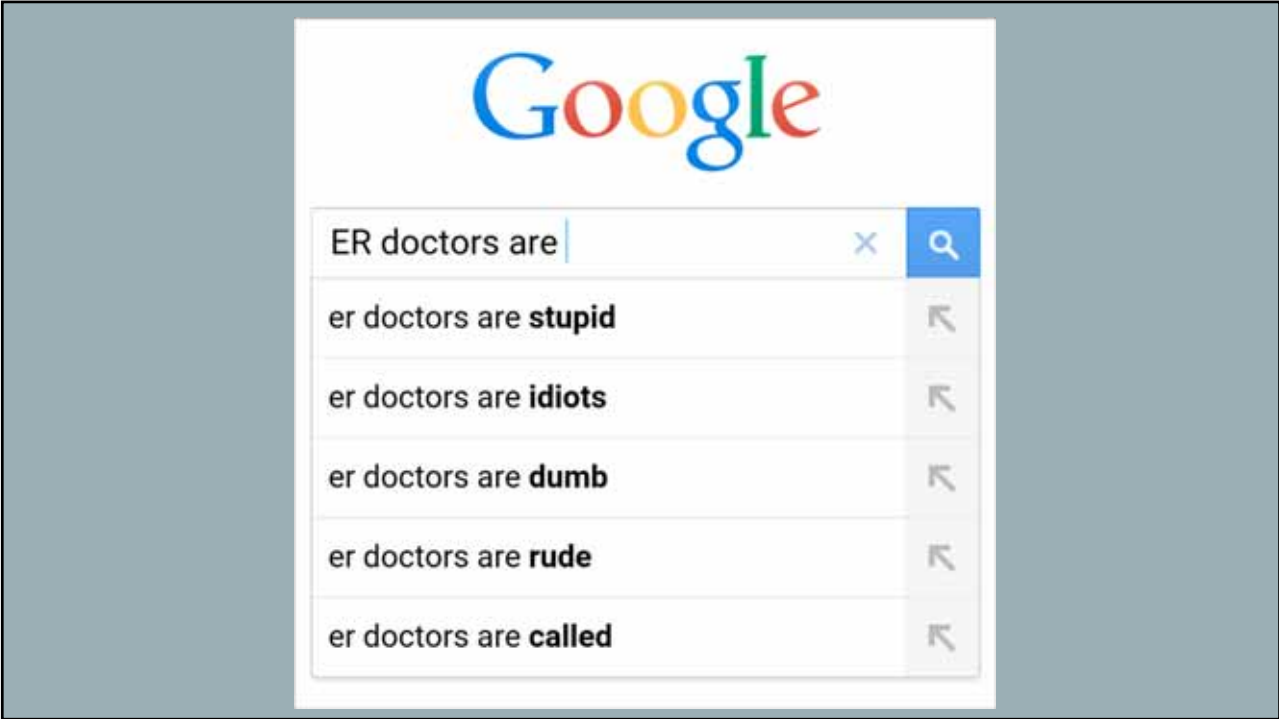 Google
ER doctors are
er doctors are stupid
er doctors are idiots
er doctors are dumb
er doctors are rude
er doctors are called